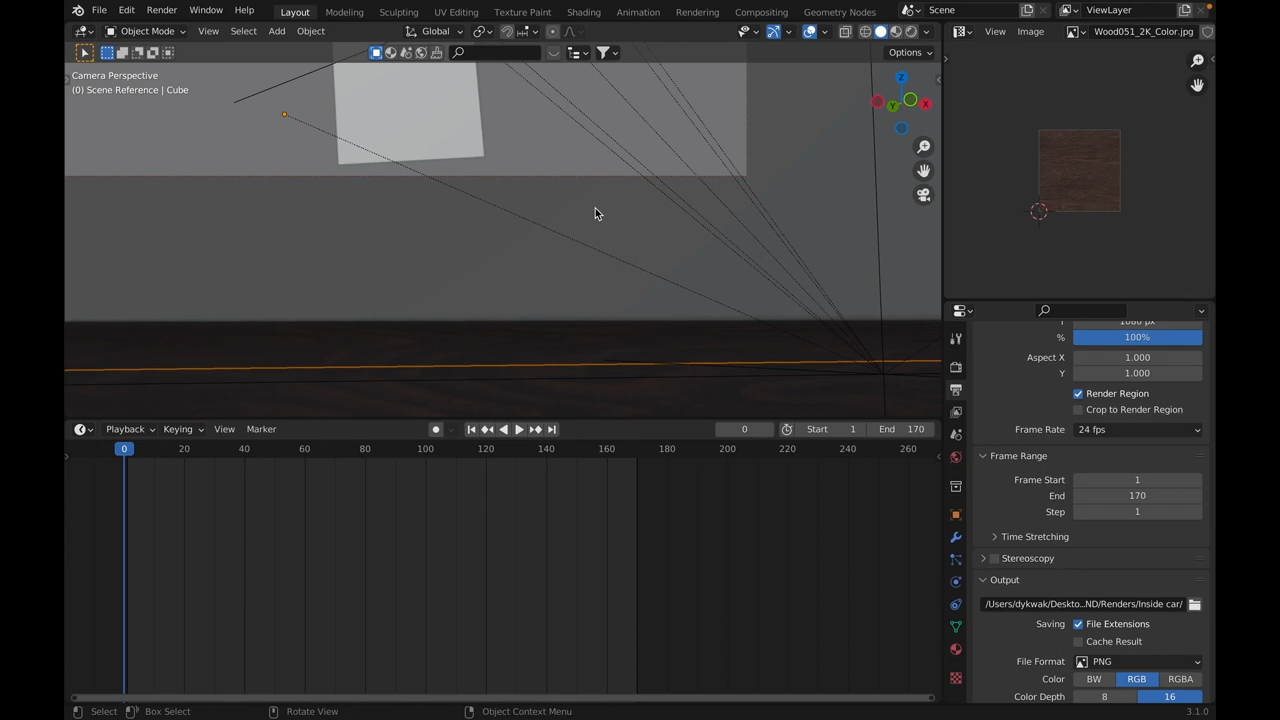 File Edit Render Window Help Layout Modeling Sculpting UV Editing Texture Paint Shading Animation Rendering Compositing Geometry Nodes Scene ViewLayer
Object Mode View Select Add Object Global View Image Wood051_2K_Color.jpg
Options
Camera Perspective
(0) Scene Reference | Cube
Z
Y
X
% 100%
Aspect X 1.000
Y 1.000
Render Region
Crop to Render Region
Frame Rate 24 fps
Playback Keying View Marker 0 Start 1 End 170
0 20 40 60 80 100 120 140 160 180 200 220 240 260
Frame Range
Frame Start 1
End 170
Step 1
Time Stretching
Stereoscopy
Output
/Users/dykwak/Deskto...ND/Renders/Inside car/
Saving File Extensions
Cache Result
File Format PNG
Color BW RGB RGBA
Color Depth 8 16
Select Box Select Rotate View Object Context Menu 3.1.0